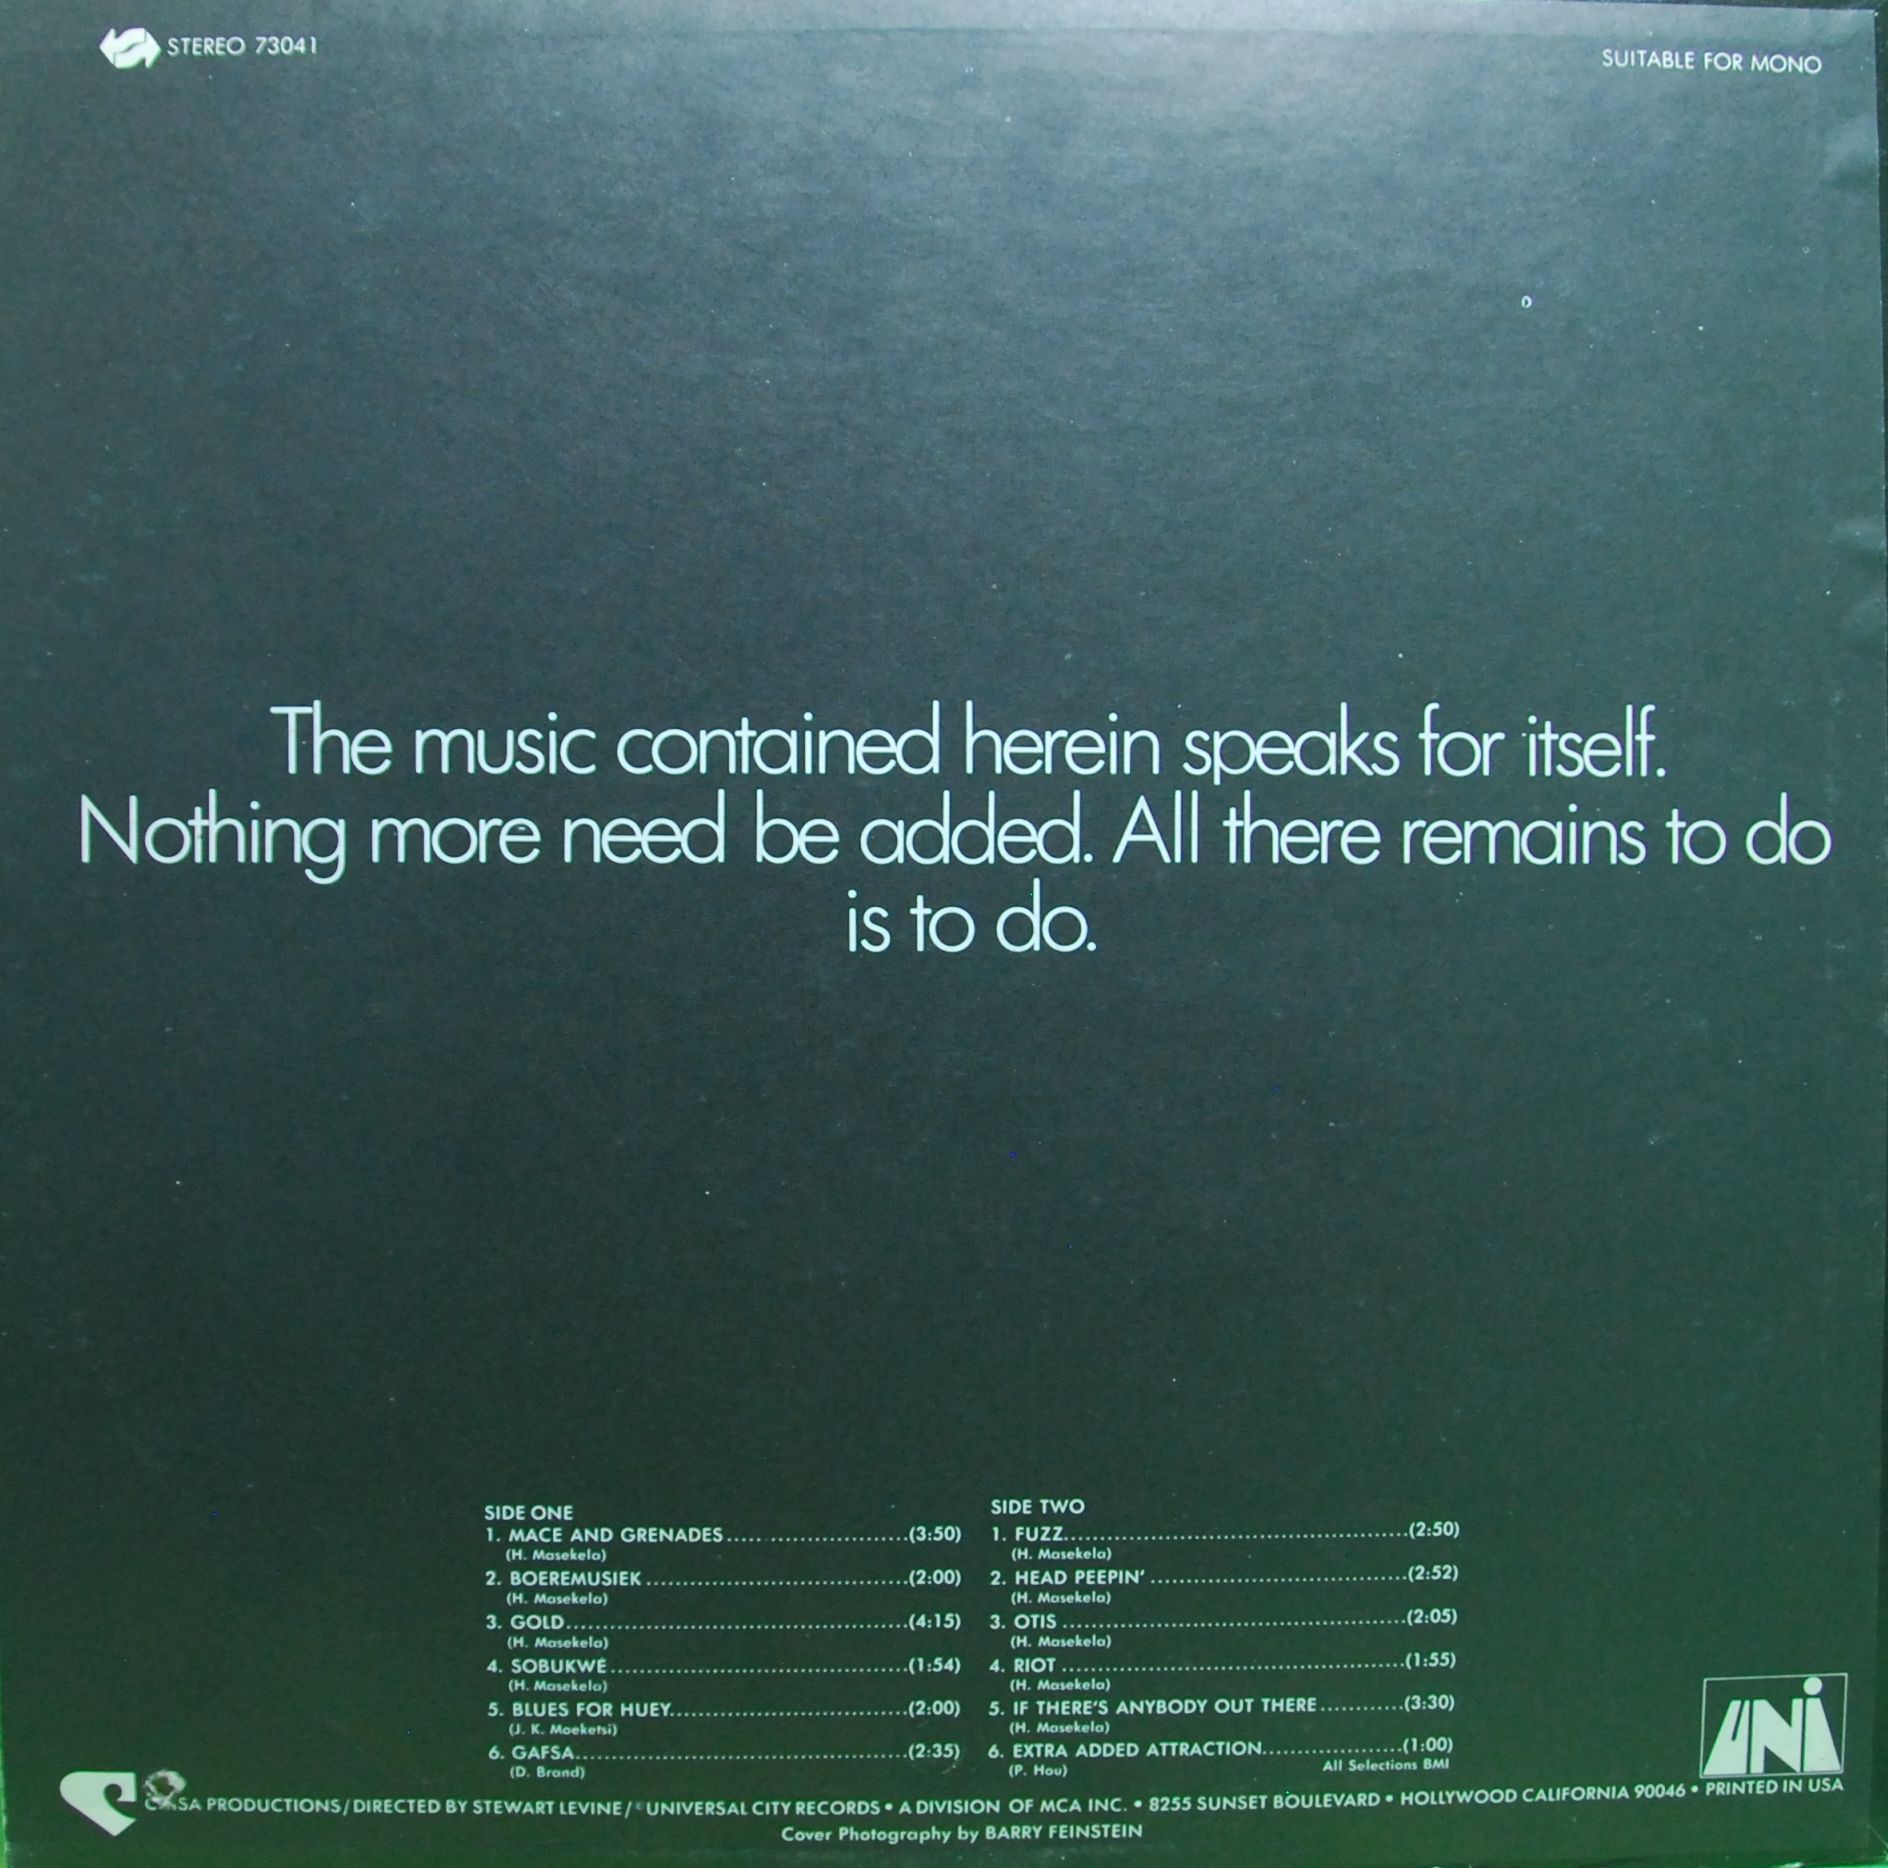 STEREO 73041
SUITABLE FOR MONO
The music contained herein speaks for itself.
Nothing more need be added. All there remains to do
is to do.
SIDE ONE
1. MACE AND GRENADES........................(3:50)
(H. Masekela)
2. BOEREMUSIEK....................................(2:00)
(H. Masekela)
3. GOLD...............................................(4:15)
(H. Masekela)
4. SOBUKWE.........................................(1:54)
(H. Masekela)
5. BLUES FOR HUEY.................................(2:00)
(J. K. Moeketsi)
6. GAFSA..............................................(2:35)
(D. Brand)
SIDE TWO
1. FUZZ................................................(2:50)
(H. Masekela)
2. HEAD PEEPIN'....................................(2:52)
(H. Masekela)
3. OTIS................................................(2:05)
(H. Masekela)
4. RIOT................................................(1:55)
(H. Masekela)
5. IF THERE'S ANYBODY OUT THERE............(3:30)
(H. Masekela)
6. EXTRA ADDED ATTRACTION...................(1:00)
(P. Hou)
All Selections BMI
UNI
PRODUCTIONS/DIRECTED BY STEWART LEVINE/ UNIVERSAL CITY RECORDS • A DIVISION OF MCA INC. • 8255 SUNSET BOULEVARD • HOLLYWOOD CALIFORNIA 90046 • PRINTED IN USA
Cover Photography by BARRY FEINSTEIN